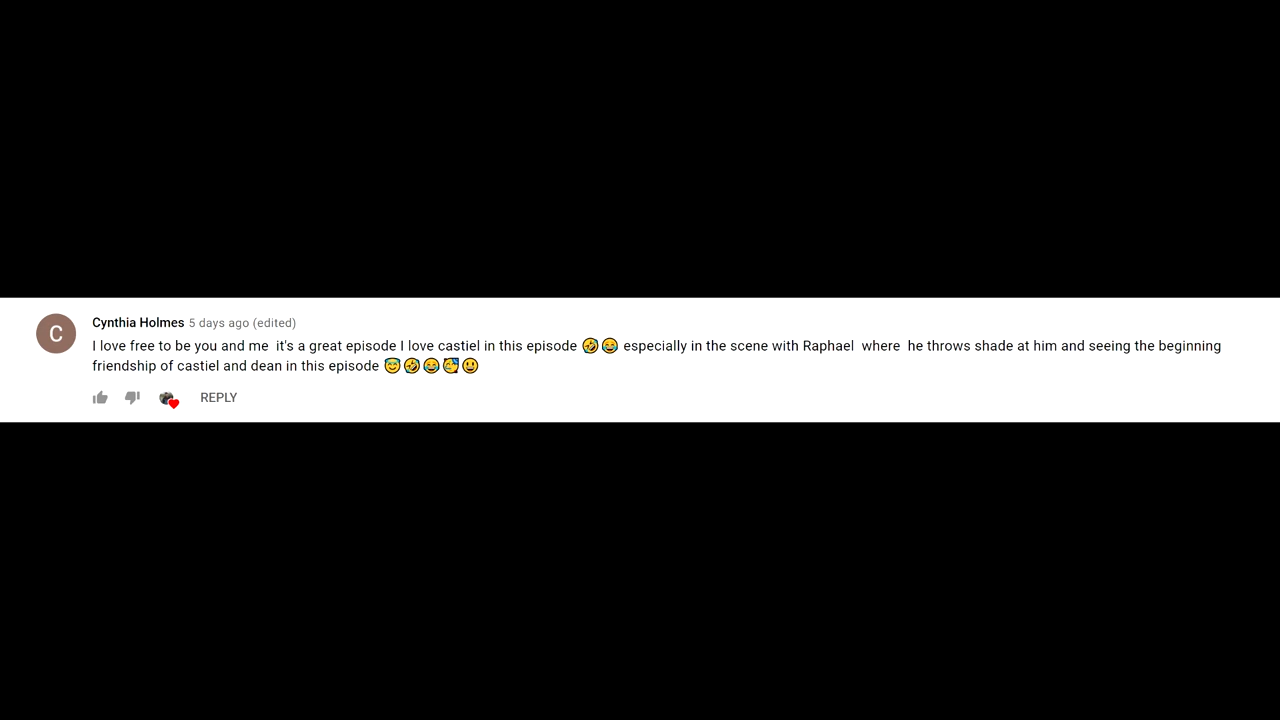 C
Cynthia Holmes 5 days ago (edited)
I love free to be you and me  it's a great episode I love castiel in this episode 🤣😂 especially in the scene with Raphael  where  he throws shade at him and seeing the beginning
friendship of castiel and dean in this episode 😇🤣😂🥳😃
REPLY